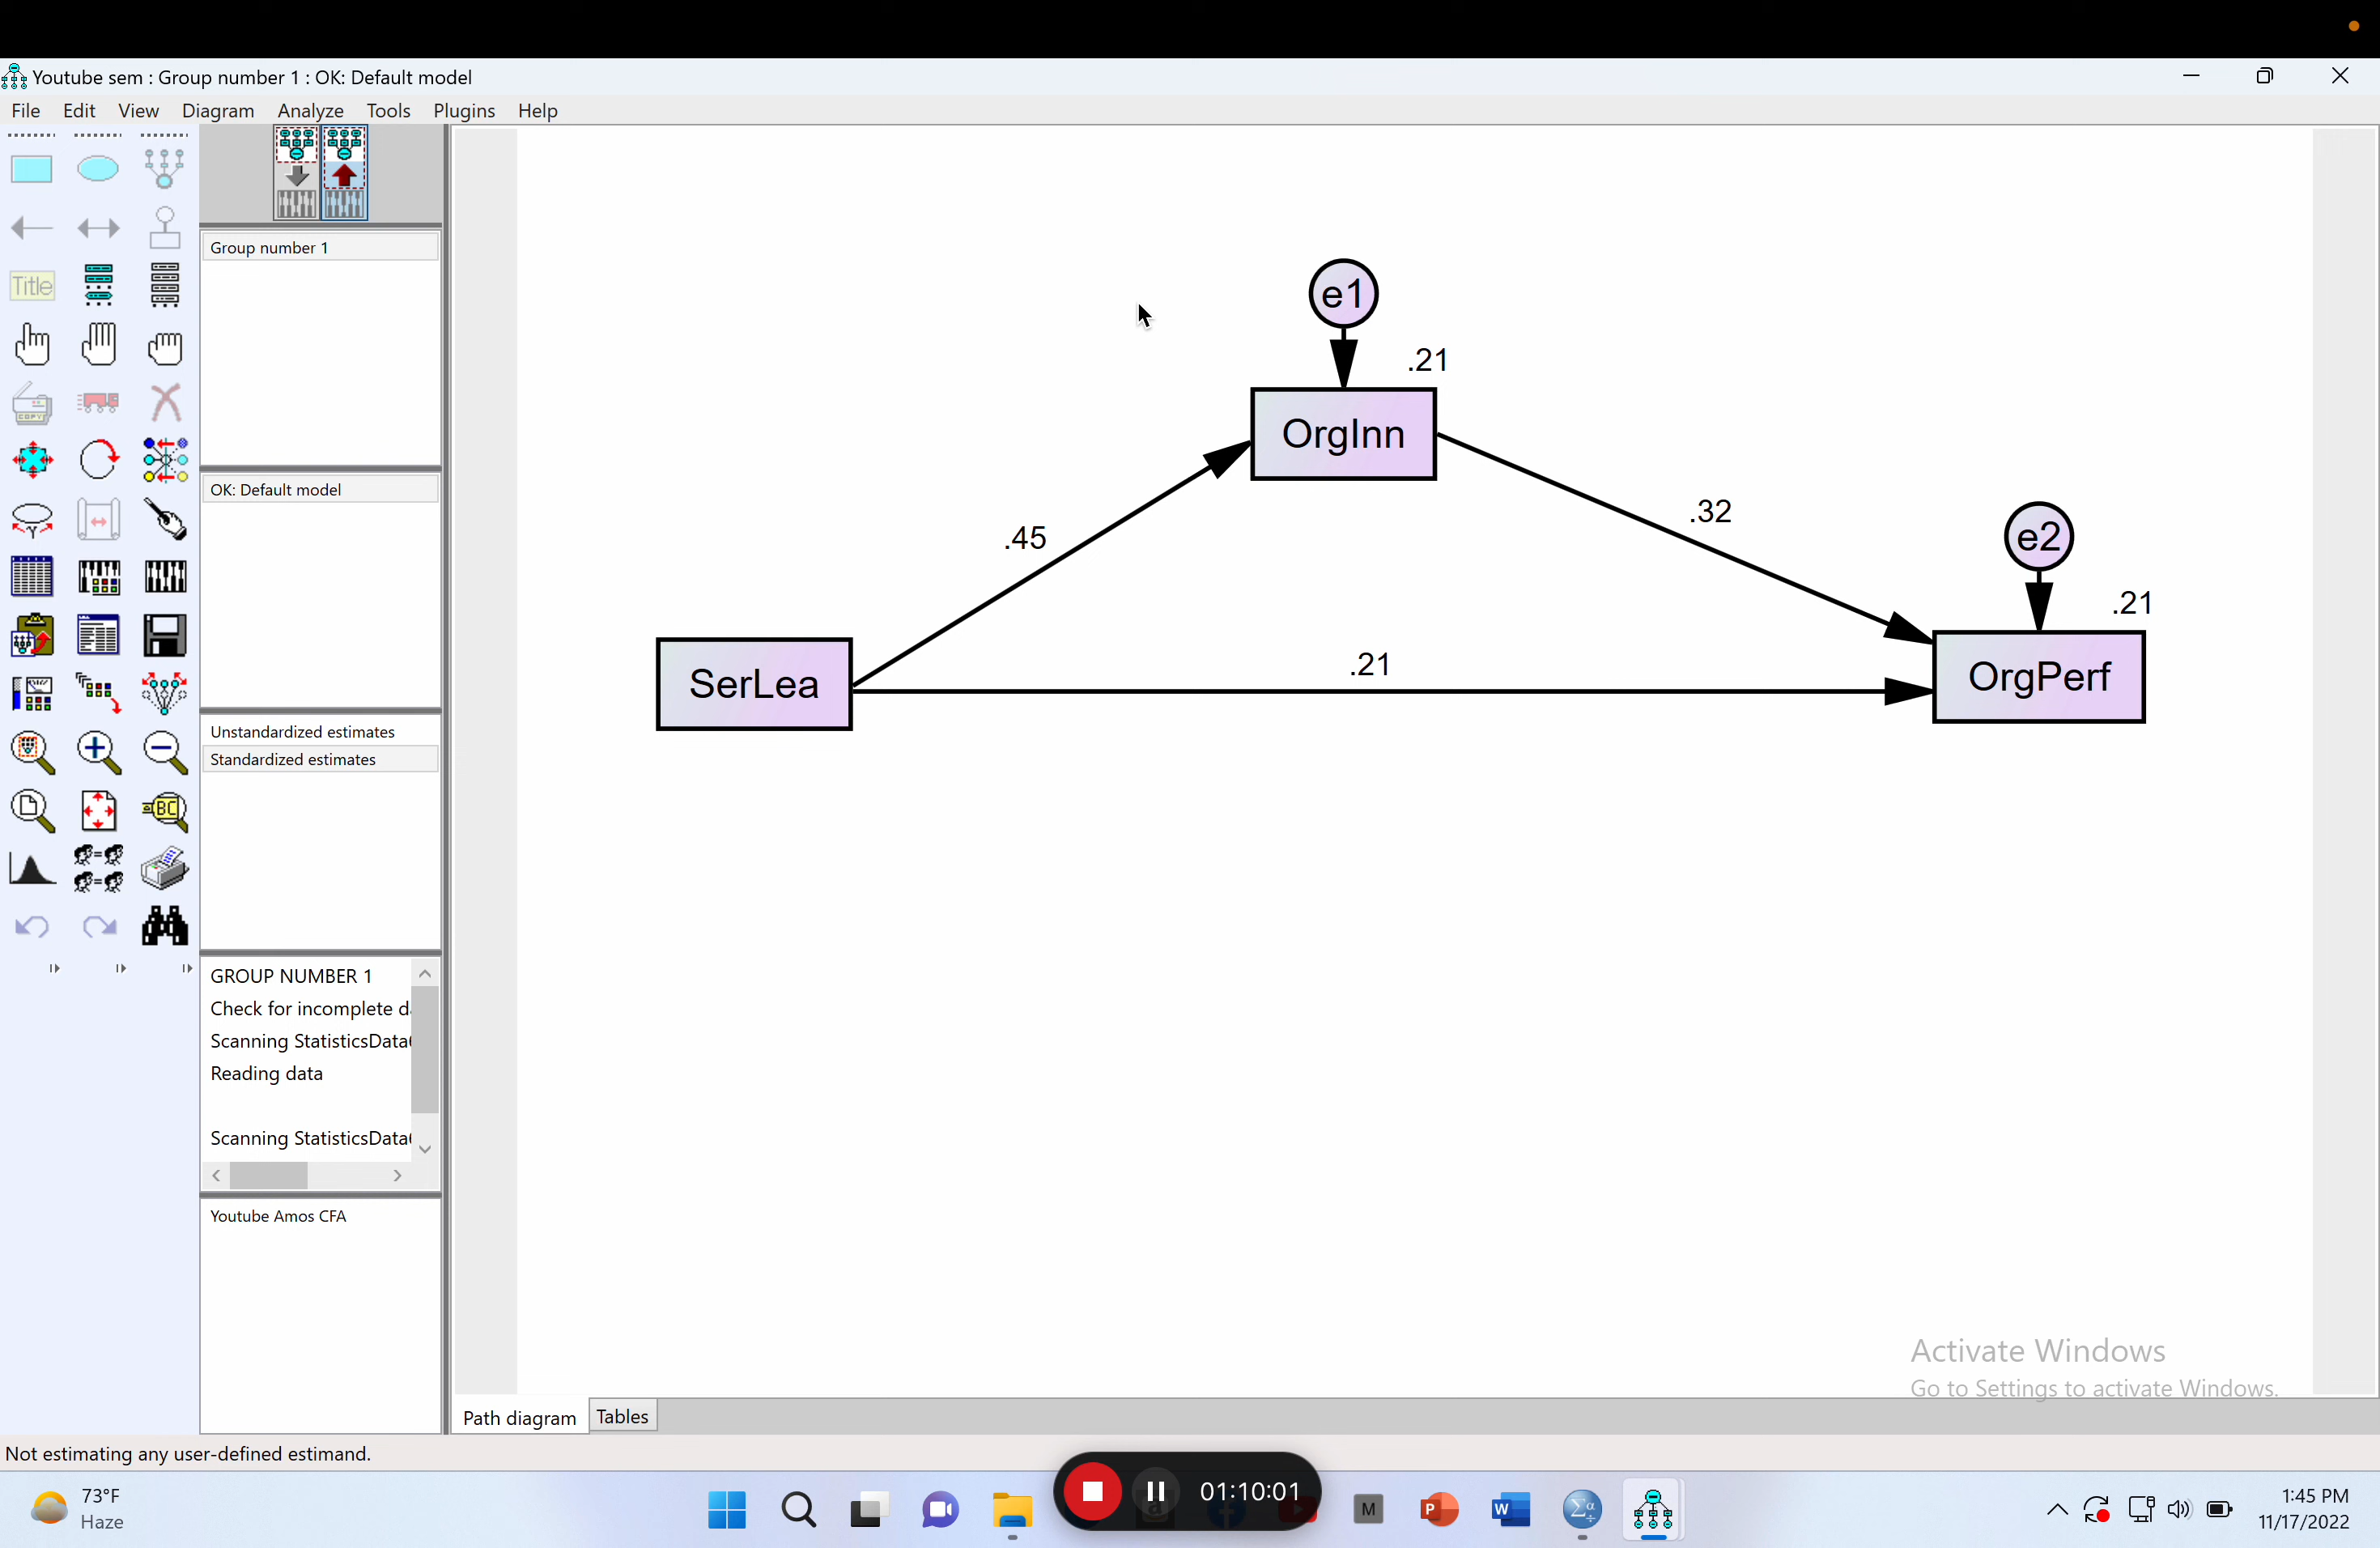 Youtube sem : Group number 1 : OK: Default model
File Edit View Diagram Analyze Tools Plugins Help
Title
COPY
Group number 1
OK: Default model
Unstandardized estimates
Standardized estimates
GROUP NUMBER 1
Check for incomplete d
Scanning StatisticsData
Reading data
Scanning StatisticsData
Youtube Amos CFA
e1
.21
OrgInn
.45
.32
e2
.21
.21
SerLea
OrgPerf
Activate Windows
Go to Settings to activate Windows.
Path diagram Tables
Not estimating any user-defined estimand.
73°F
Haze
01:10:01
M
P
W
Σα
1:45 PM
11/17/2022